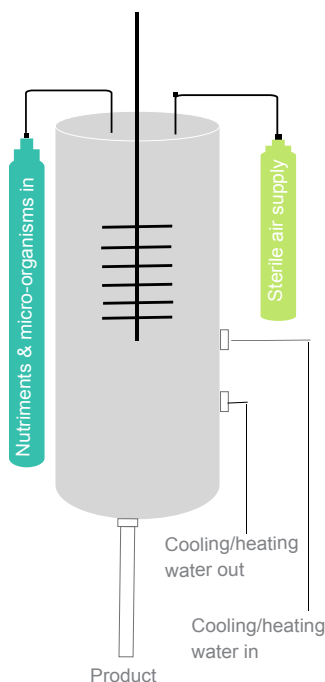 Nutriments & micro-organisms in
Sterile air supply
Cooling/heating
water out
Cooling/heating
water in
Product